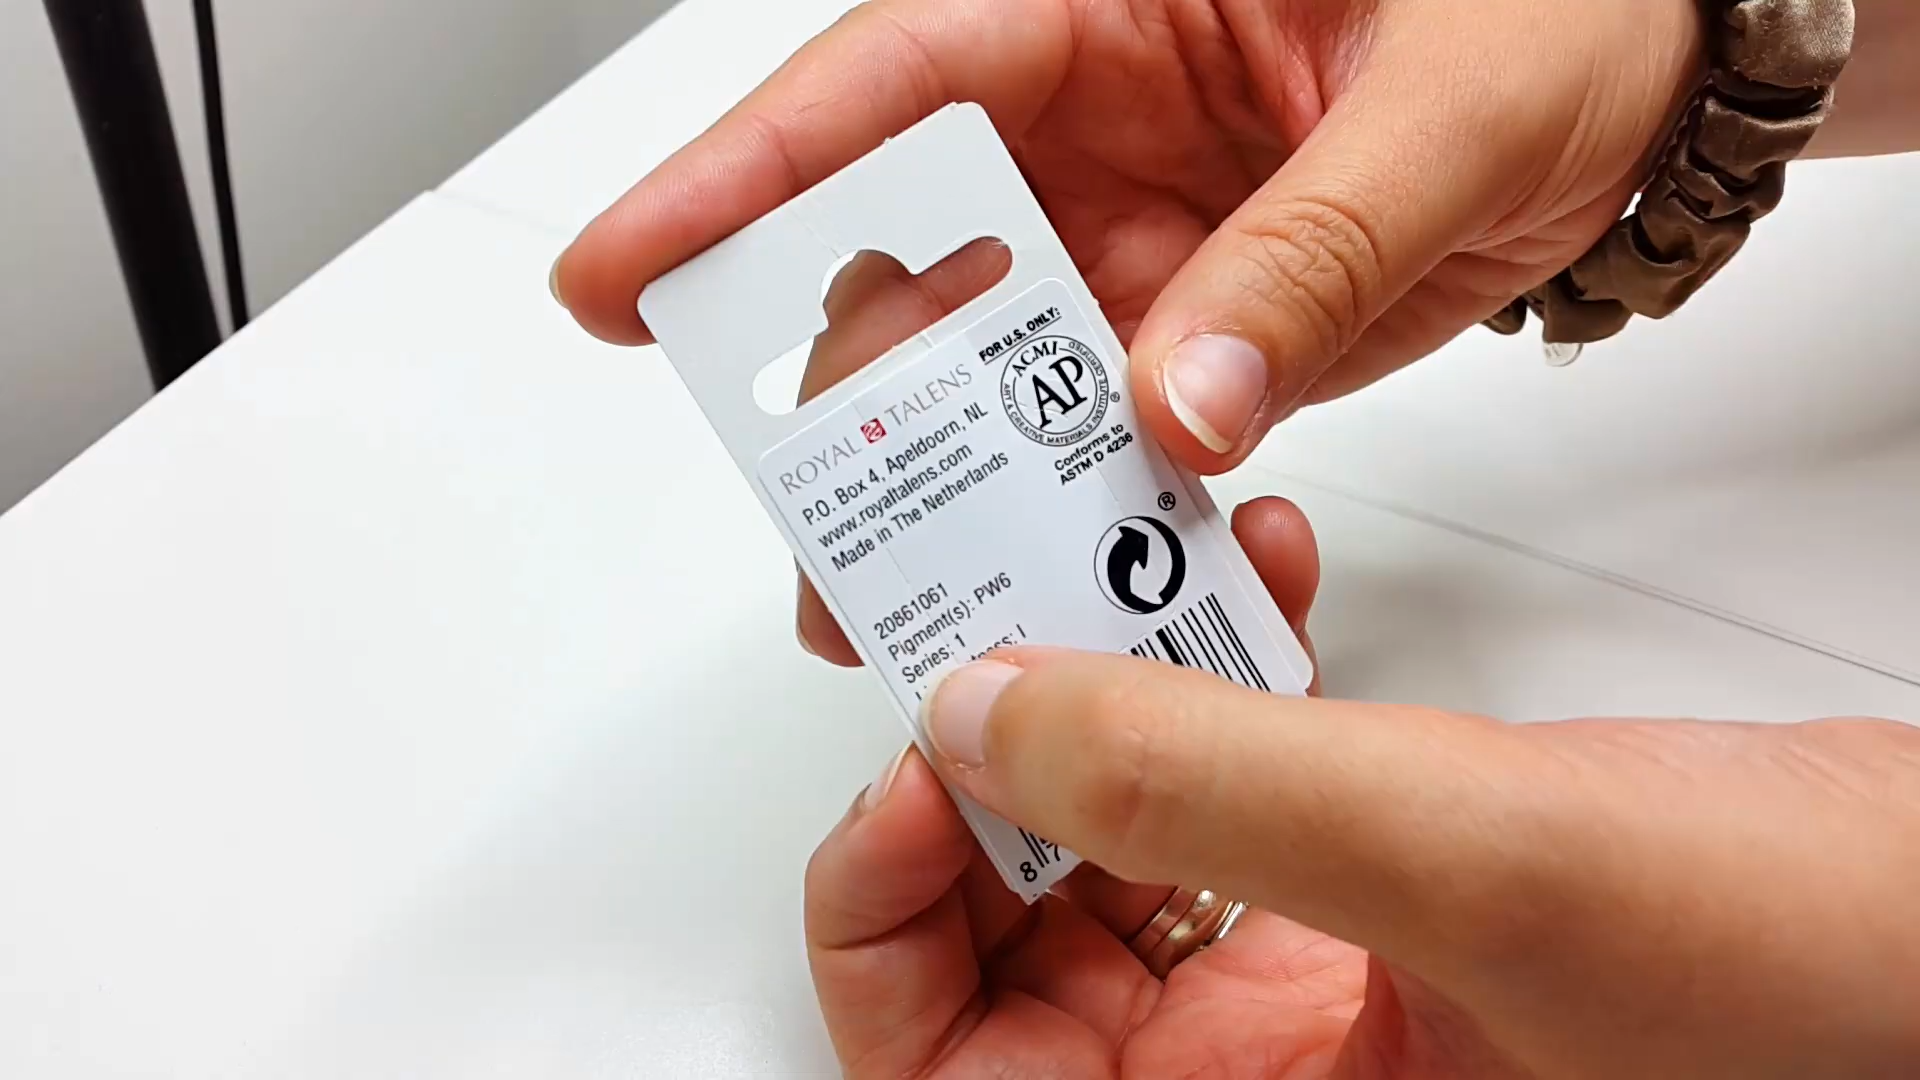 ROYAL TALENS
P.O. Box 4, Apeldoorn, NL
www.royaltalens.com
Made in The Netherlands
FOR U.S. ONLY:
ACMI
AP
ART & CREATIVE MATERIALS INSTITUTE CERTIFIED
®
Conforms to
ASTM D 4236
®
20861061
Pigment(s): PW6
Series: 1
8